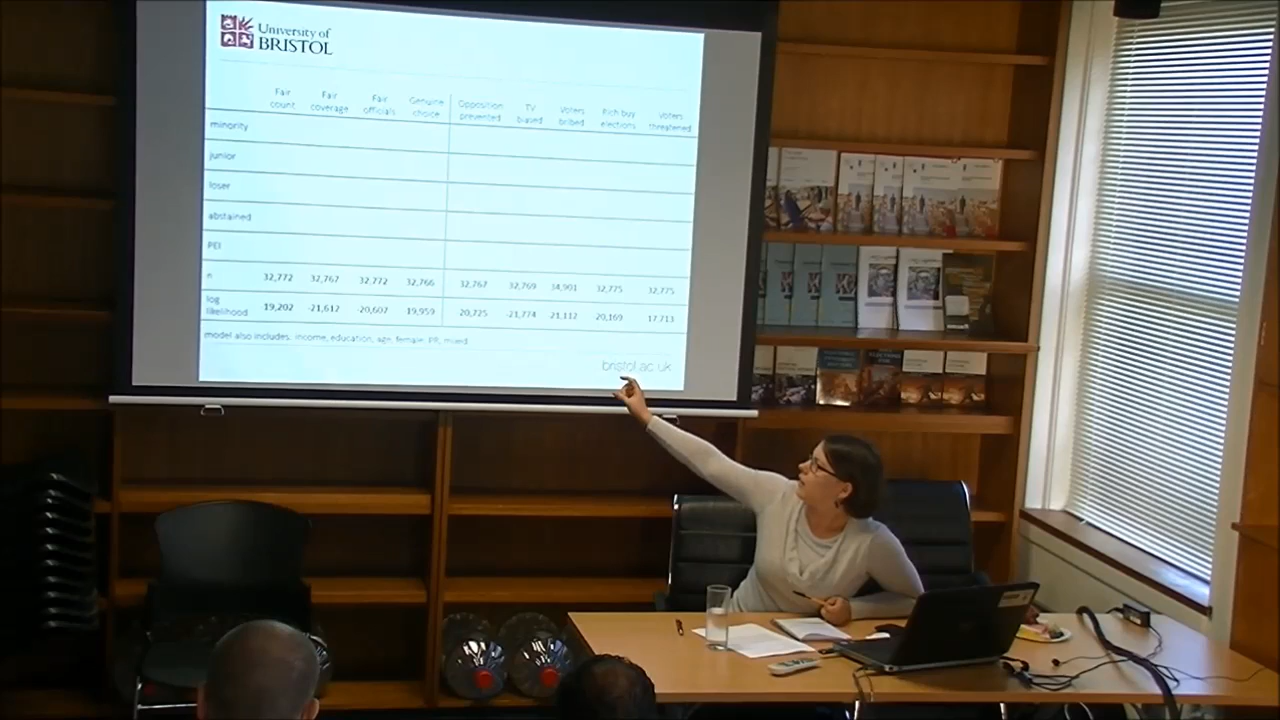 University of
BRISTOL
Fair count Fair coverage Fair officials Genuine choice Opposition prevented TV biased Voters bribed Rich buy elections Voters threatened
minority
junior
loser
abstained
PEI
n 32,772 32,767 32,772 32,766 32,767 32,769 34,901 32,775 32,775
log likelihood 19,202 -21,612 -20,607 19,959 20,725 -21,774 21,112 20,169 17,713
model also includes: income, education, age, female, PR, mixed
bristol.ac.uk